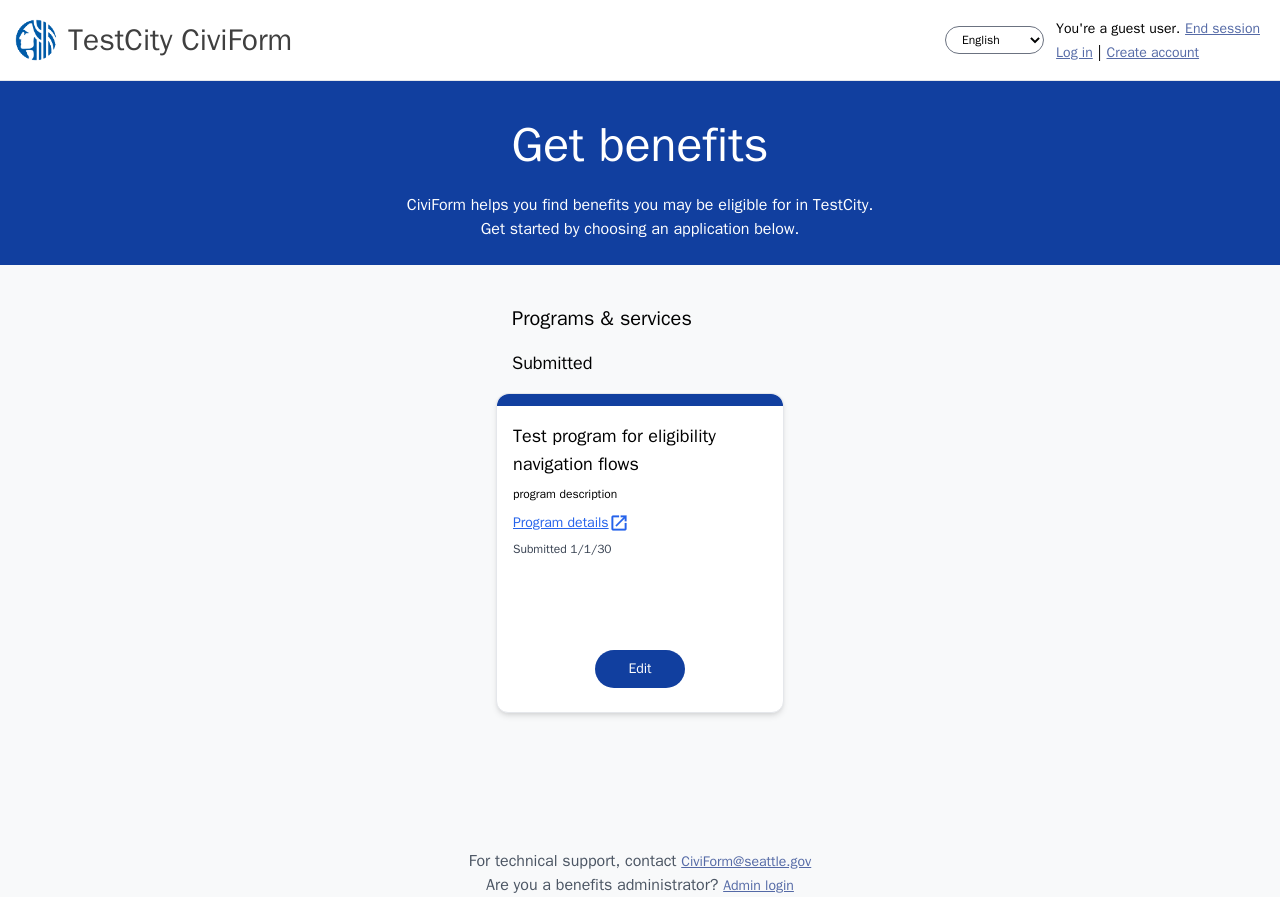 TestCity CiviForm
English
You're a guest user. End session
Log in | Create account
Get benefits
CiviForm helps you find benefits you may be eligible for in TestCity.
Get started by choosing an application below.
Programs & services
Submitted
Test program for eligibility
navigation flows
program description
Program details
Submitted 1/1/30
Edit
For technical support, contact CiviForm@seattle.gov
Are you a benefits administrator? Admin login